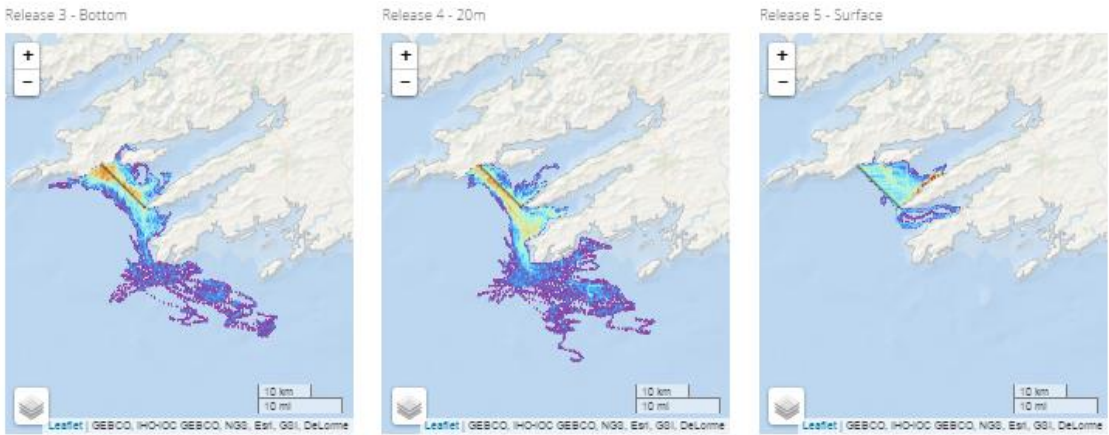 Release 3 - Bottom
Release 4 - 20m
Release 5 - Surface
+
−
+
−
+
−
10 km
10 mi
10 km
10 mi
10 km
10 mi
Leaflet | GEBCO, IHO-IOC GEBCO, NGS, Esri, GSI, DeLorme
Leaflet | GEBCO, IHO-IOC GEBCO, NGS, Esri, GSI, DeLorme
Leaflet | GEBCO, IHO-IOC GEBCO, NGS, Esri, GSI, DeLorme